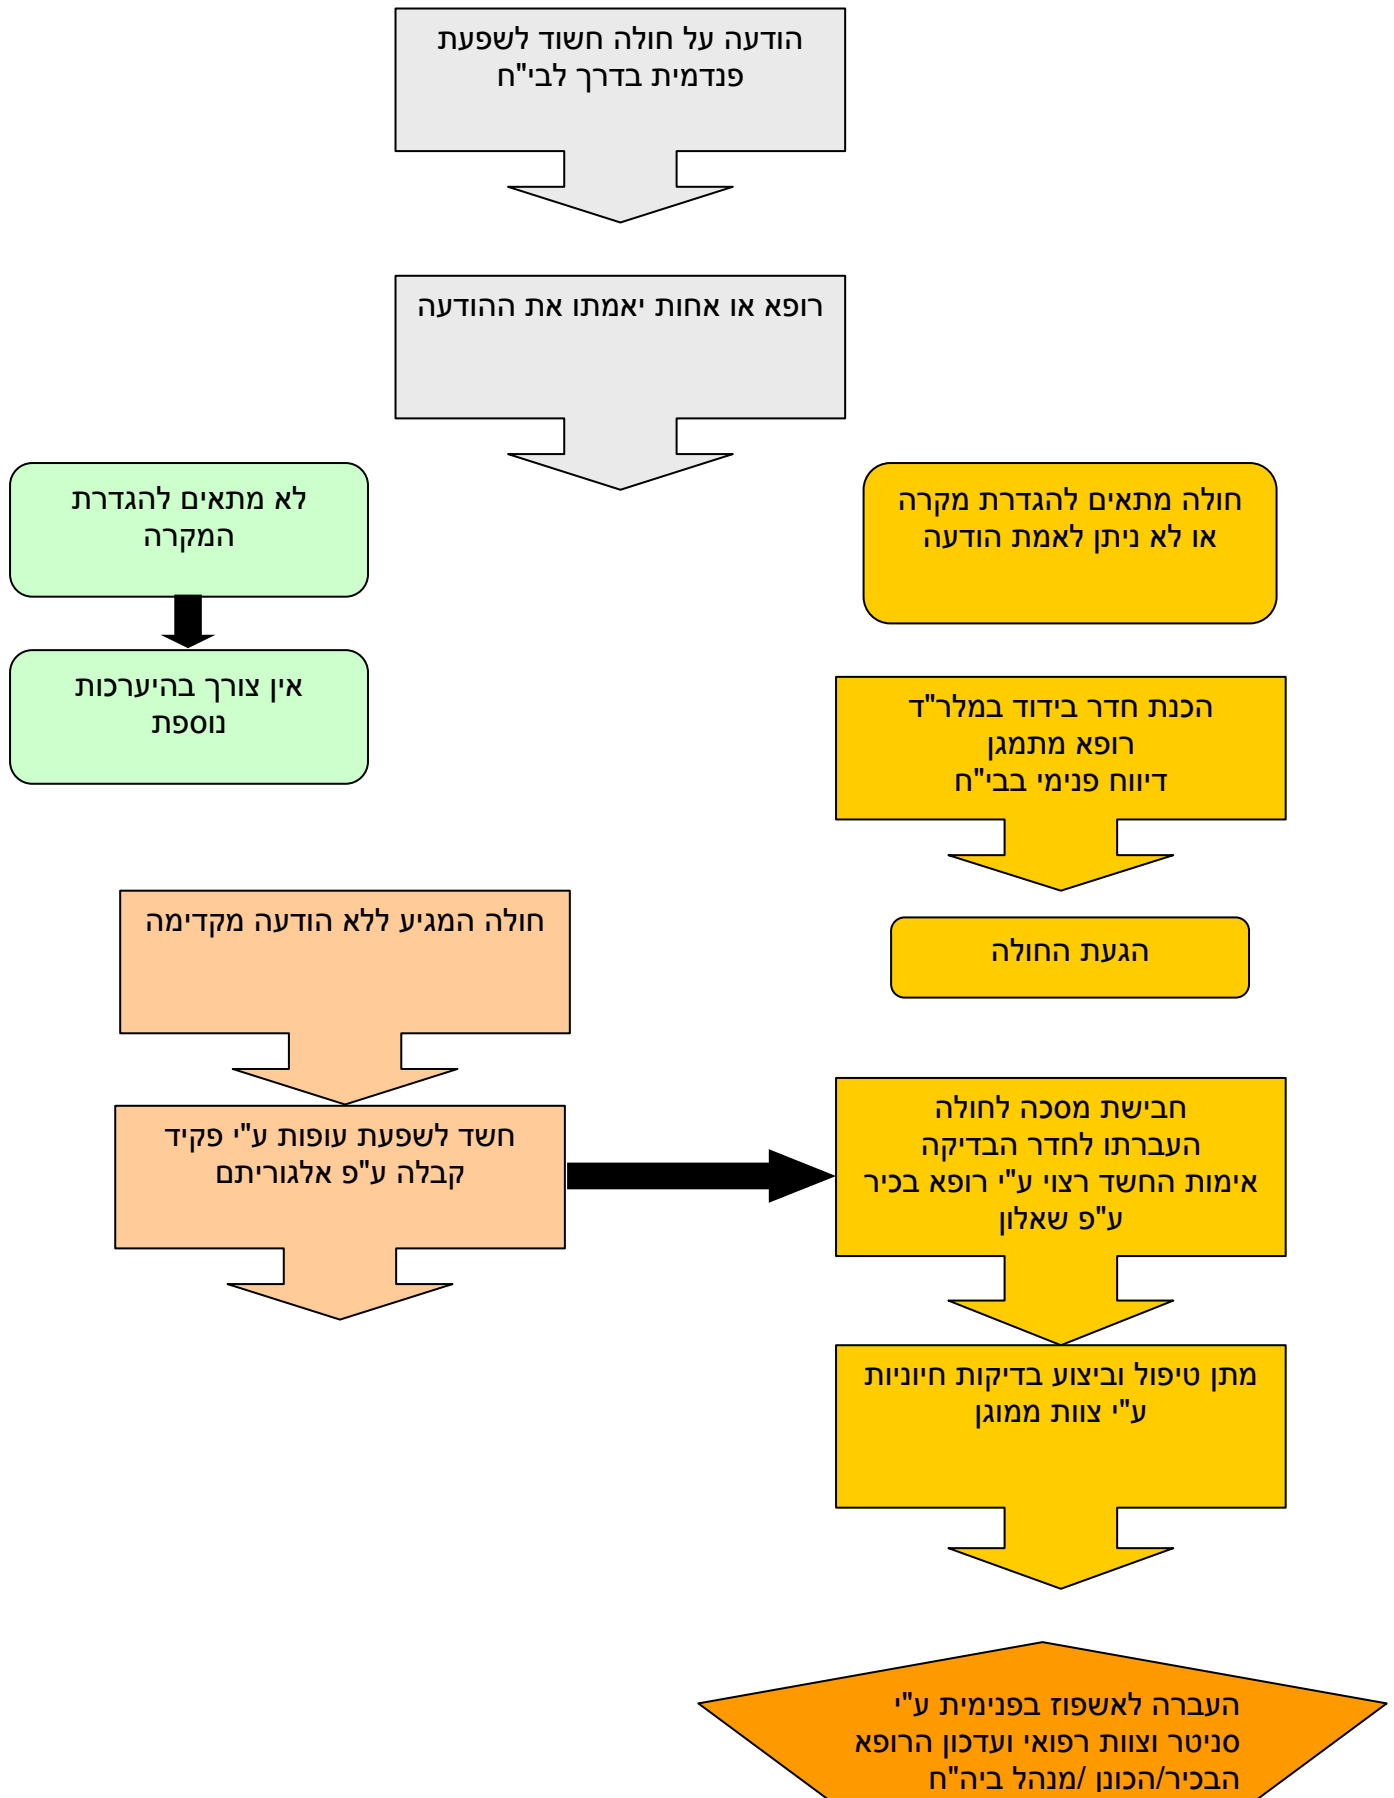 הודעה על חולה חשוד לשפעת
פנדמית בדרך לבי"ח
רופא או אחות יאמתו את ההודעה
חולה מתאים להגדרת מקרה
או לא ניתן לאמת הודעה
לא מתאים להגדרת
המקרה
אין צורך בהיערכות
נוספת
הכנת חדר בידוד במלר"ד
רופא מתמגן
דיווח פנימי בבי"ח
הגעת החולה
חולה המגיע ללא הודעה מקדימה
חשד לשפעת עופות ע"י פקיד
קבלה ע"פ אלגוריתם
חבישת מסכה לחולה
העברתו לחדר הבדיקה
אימות החשד רצוי ע"י רופא בכיר
ע"פ שאלון
מתן טיפול וביצוע בדיקות חיוניות
ע"י צוות ממוגן
העברה לאשפוז בפנימית ע"י
סניטר וצוות רפואי ועדכון הרופא
הבכיר/הכונן /מנהל ביה"ח